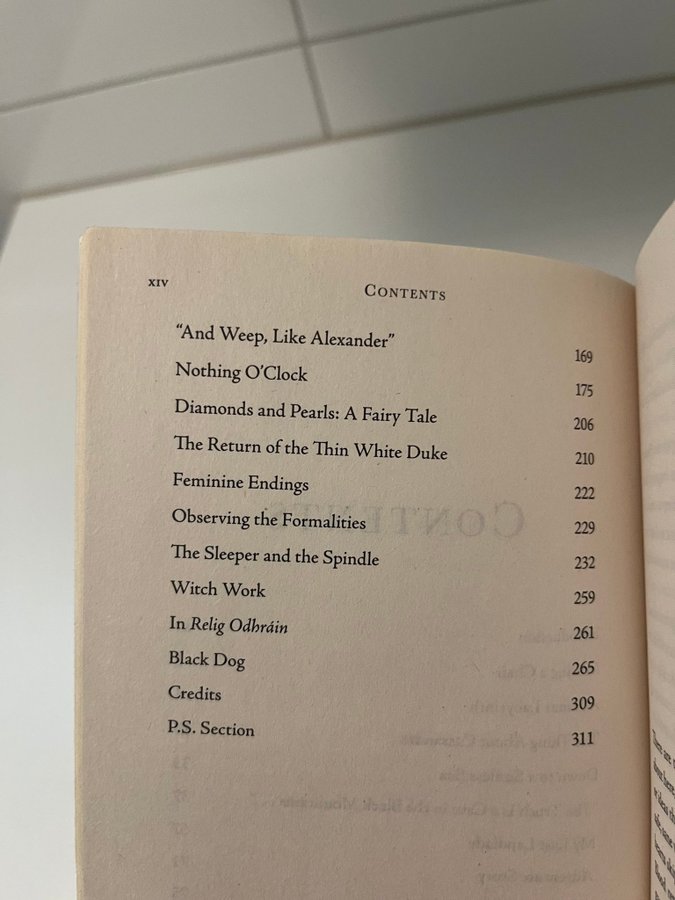 xiv
Contents
“And Weep, Like Alexander” 169
Nothing O’Clock 175
Diamonds and Pearls: A Fairy Tale 206
The Return of the Thin White Duke 210
Feminine Endings 222
Observing the Formalities 229
The Sleeper and the Spindle 232
Witch Work 259
In Relig Odhráin 261
Black Dog 265
Credits 309
P.S. Section 311